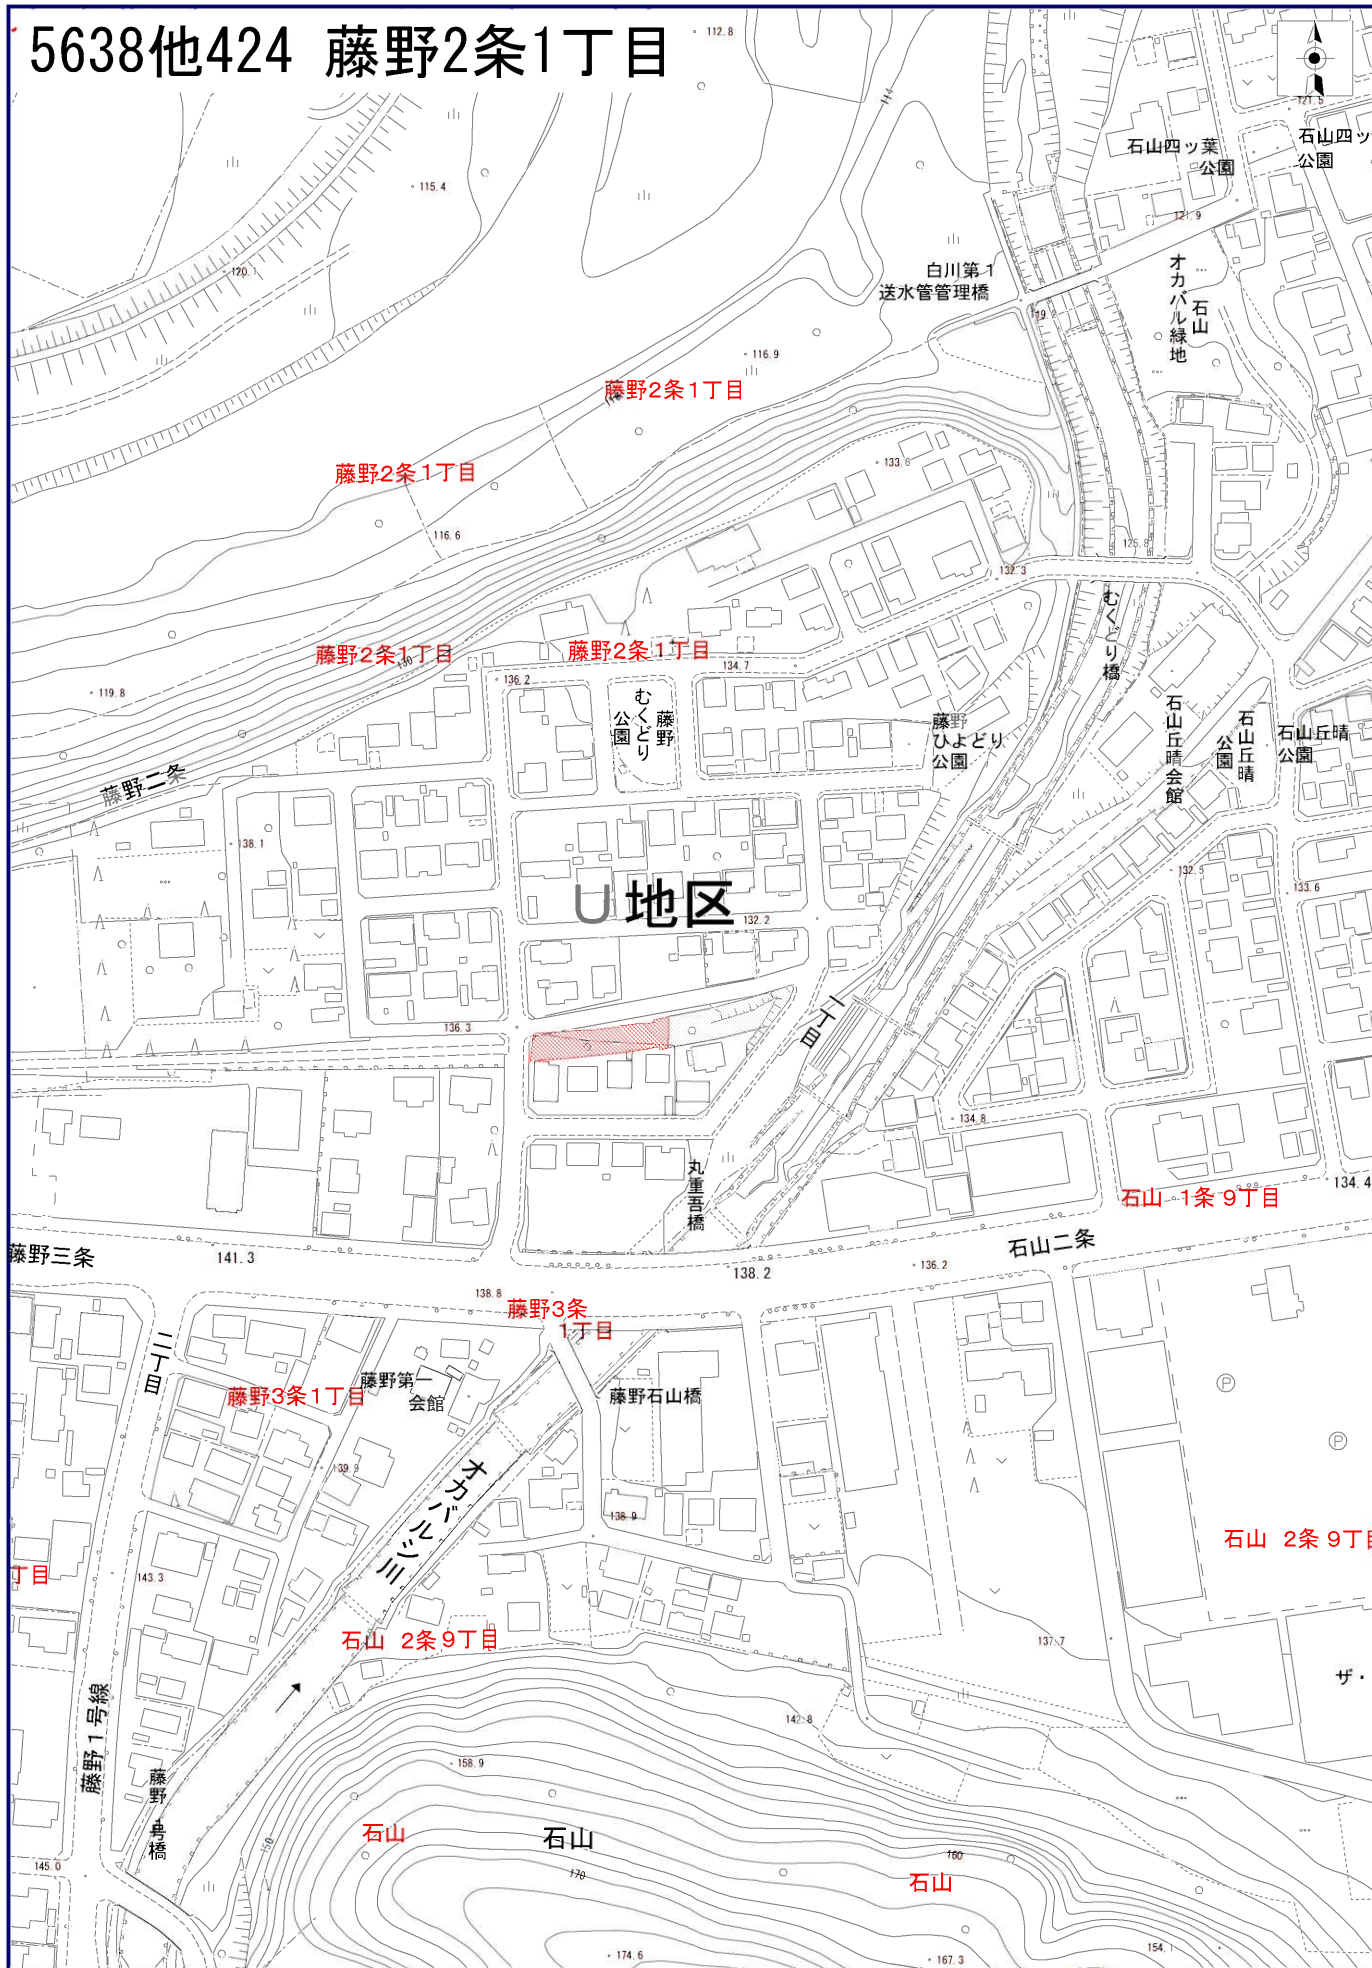 5638他424 藤野2条1丁目
112.8
114
121.5
石山四ッ葉
公園
石山四ッ
公園
115.4
121.9
120.1
白川第1
送水管管理橋
119
オカバル緑地
石山
116.9
藤野2条1丁目
133.6
藤野2条1丁目
116.6
125.8
132.3
むくどり橋
藤野2条1丁目
130
藤野2条1丁目
134.7
136.2
119.8
藤野
むくどり
公園
藤野
ひよどり
公園
石山丘晴会館
石山丘晴
公園
石山丘晴
公園
藤野二条
138.1
132.5
133.6
U地区
132.2
一丁目
136.3
134.8
丸重吾橋
134.4
石山 1条 9丁目
藤野三条
141.3
石山二条
138.2
136.2
138.8
藤野3条
1丁目
二丁目
藤野第一
会館
藤野3条1丁目
藤野石山橋
P
P
139.9
オカバルシ川
138.9
石山 2条 9丁目
丁目
143.3
石山 2条 9丁目
137.7
ザ・
藤野1号線
142.8
158.9
藤野1号橋
石山
石山
150
160
145.0
170
石山
174.6
167.3
154.1